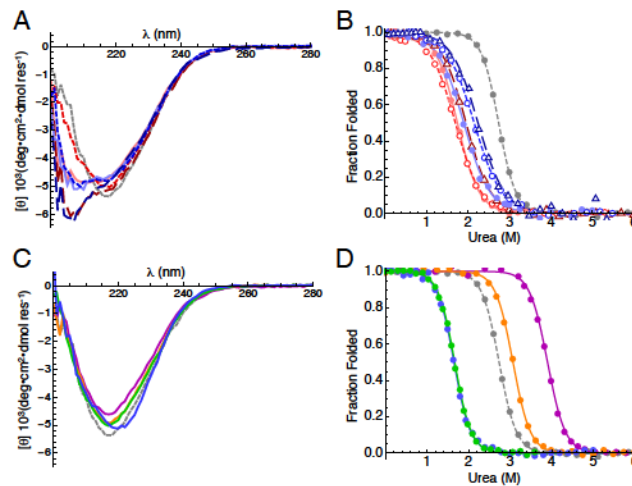 A
λ (nm)
220 240 260 280
0
-1
-2
-3
-4
-5
-6
[θ] 10³(deg•cm²•dmol res⁻¹)
B
1.0
0.8
0.6
0.4
0.2
0.0
Fraction Folded
1 2 3 4 5 6
Urea (M)
C
λ (nm)
220 240 260 280
0
-1
-2
-3
-4
-5
-6
[θ] 10³(deg•cm²•dmol res⁻¹)
D
1.0
0.8
0.6
0.4
0.2
0.0
Fraction Folded
1 2 3 4 5 6
Urea (M)